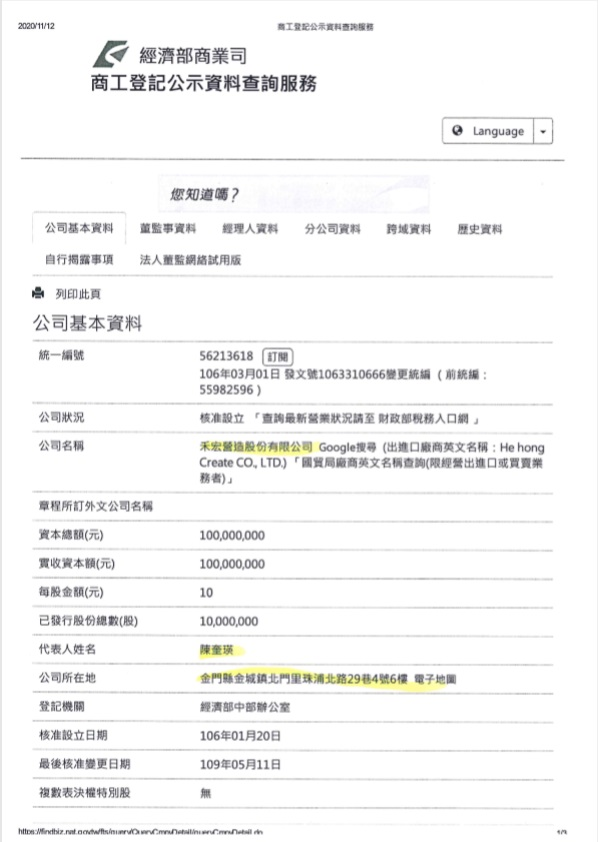 2020/11/12
商工登記公示資料查詢服務
經濟部商業司
商工登記公示資料查詢服務
Language
您知道嗎?
公司基本資料 董監事資料 經理人資料 分公司資料 跨域資料 歷史資料
自行揭露事項 法人董監網絡試用版
列印此頁
公司基本資料
統一編號 56213618 訂閱
106年03月01日 發文號1063310666變更統編 ( 前統編:
55982596 )
公司狀況 核准設立 「查詢最新營業狀況請至 財政部稅務入口網 」
公司名稱 禾宏營造股份有限公司 Google搜尋 (出進口廠商英文名稱:He hong
Create CO., LTD.) 「國貿局廠商英文名稱查詢(限經營出進口或買賣業
務者)」
章程所訂外文公司名稱
資本總額(元) 100,000,000
實收資本額(元) 100,000,000
每股金額(元) 10
已發行股份總數(股) 10,000,000
代表人姓名 陳奎瑛
公司所在地 金門縣金城鎮北門里珠浦北路29巷4號6樓 電子地圖
登記機關 經濟部中部辦公室
核准設立日期 106年01月20日
最後核准變更日期 109年05月11日
複數表決權特別股 無
https://findbiz.nat.gov.tw/fts/query/QueryCmpyDetail/queryCmpyDetail.do
1/3